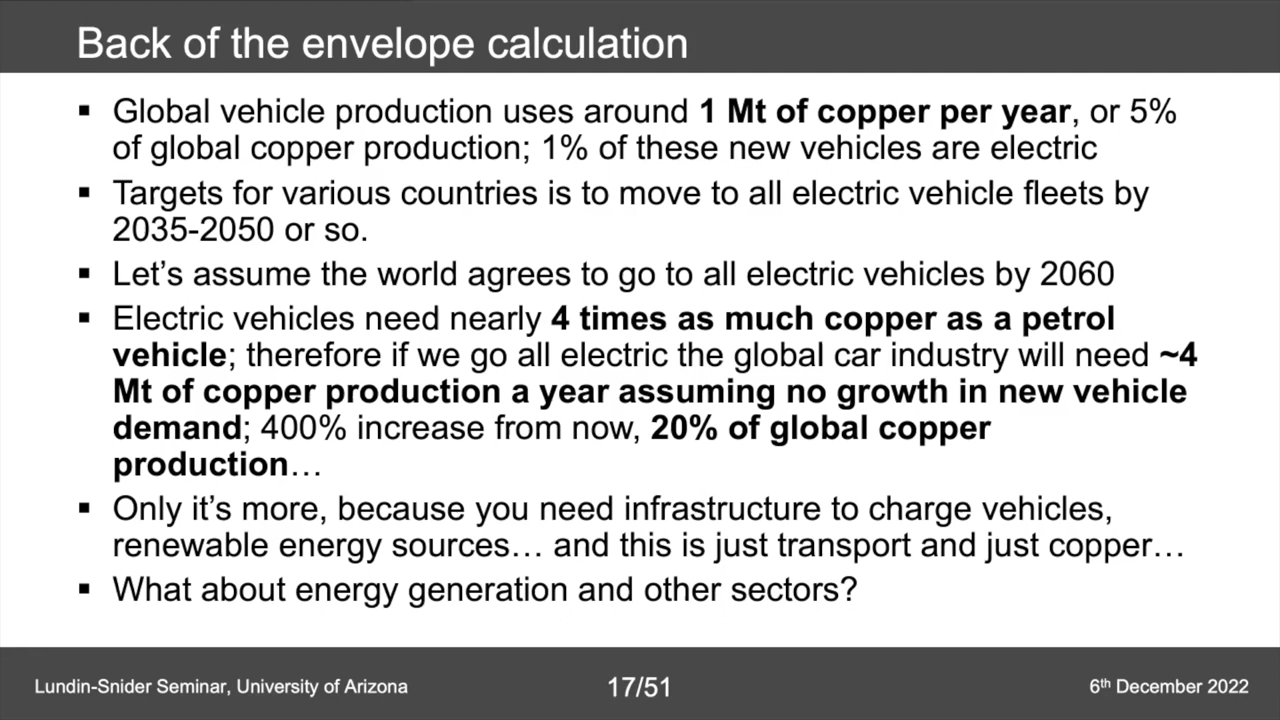 Back of the envelope calculation
▪ Global vehicle production uses around 1 Mt of copper per year, or 5%
of global copper production; 1% of these new vehicles are electric
▪ Targets for various countries is to move to all electric vehicle fleets by
2035-2050 or so.
▪ Let’s assume the world agrees to go to all electric vehicles by 2060
▪ Electric vehicles need nearly 4 times as much copper as a petrol
vehicle; therefore if we go all electric the global car industry will need ~4
Mt of copper production a year assuming no growth in new vehicle
demand; 400% increase from now, 20% of global copper
production…
▪ Only it’s more, because you need infrastructure to charge vehicles,
renewable energy sources… and this is just transport and just copper…
▪ What about energy generation and other sectors?
Lundin-Snider Seminar, University of Arizona
17/51
6th December 2022